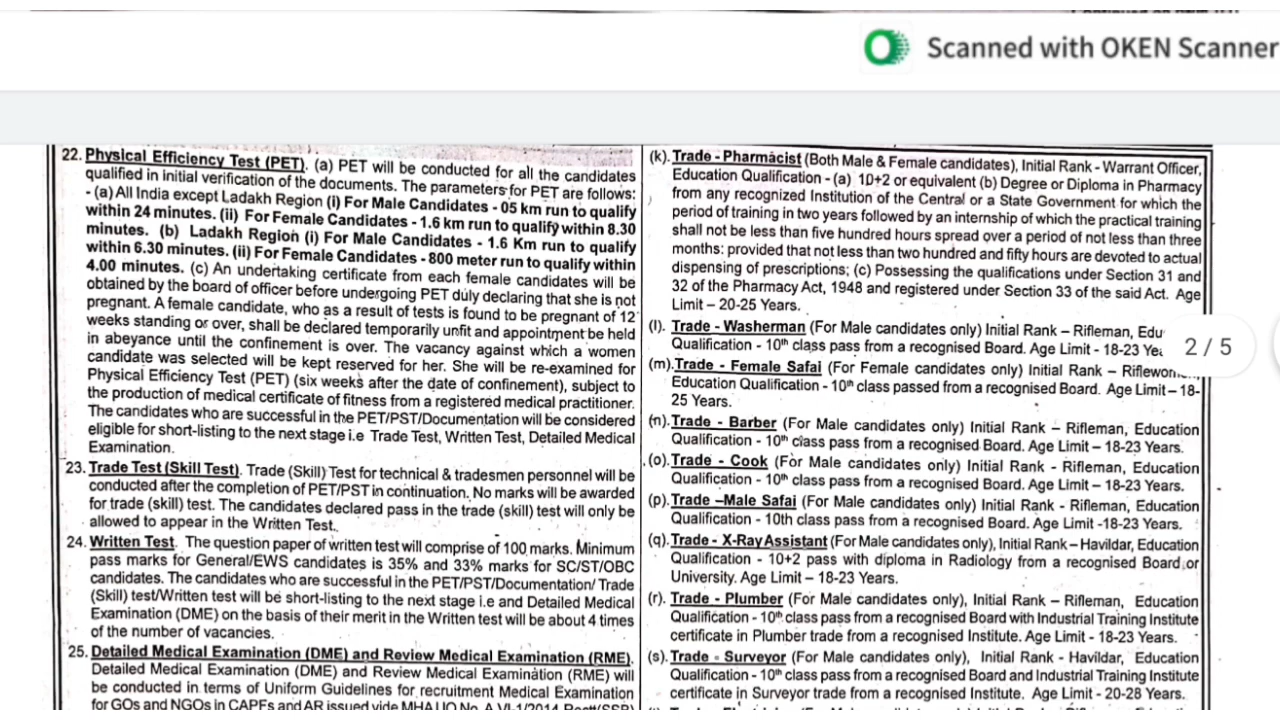 Scanned with OKEN Scanner
22. Physical Efficiency Test (PET). (a) PET will be conducted for all the candidates
qualified in initial verification of the documents. The parameters for PET are follows:
- (a) All India except Ladakh Region (i) For Male Candidates - 05 km run to qualify
within 24 minutes. (ii) For Female Candidates - 1.6 km run to qualify within 8.30
minutes. (b) Ladakh Region (i) For Male Candidates - 1.6 Km run to qualify
within 6.30 minutes. (ii) For Female Candidates - 800 meter run to qualify within
4.00 minutes. (c) An undertaking certificate from each female candidates will be
obtained by the board of officer before undergoing PET duly declaring that she is not
pregnant. A female candidate, who as a result of tests is found to be pregnant of 12
weeks standing or over, shall be declared temporarily unfit and appointment be held
in abeyance until the confinement is over. The vacancy against which a women
candidate was selected will be kept reserved for her. She will be re-examined for
Physical Efficiency Test (PET) (six weeks after the date of confinement), subject to
the production of medical certificate of fitness from a registered medical practitioner.
The candidates who are successful in the PET/PST/Documentation will be considered
eligible for short-listing to the next stage i.e Trade Test, Written Test, Detailed Medical
Examination.
23. Trade Test (Skill Test). Trade (Skill) Test for technical & tradesmen personnel will be
conducted after the completion of PET/PST in continuation. No marks will be awarded
for trade (skill) test. The candidates declared pass in the trade (skill) test will only be
allowed to appear in the Written Test.
24. Written Test. The question paper of written test will comprise of 100 marks. Minimum
pass marks for General/EWS candidates is 35% and 33% marks for SC/ST/OBC
candidates. The candidates who are successful in the PET/PST/Documentation/ Trade
(Skill) test/Written test will be short-listing to the next stage i.e and Detailed Medical
Examination (DME) on the basis of their merit in the Written test will be about 4 times
of the number of vacancies.
25. Detailed Medical Examination (DME) and Review Medical Examination (RME).
Detailed Medical Examination (DME) and Review Medical Examination (RME) will
be conducted in terms of Uniform Guidelines for recruitment Medical Examination
for GOs and NGOs in CAPFs and AR issued vide MHA UO No. A.VI-1/2014
(k). Trade - Pharmacist (Both Male & Female candidates), Initial Rank - Warrant Officer,
Education Qualification - (a) 10+2 or equivalent (b) Degree or Diploma in Pharmacy
from any recognized Institution of the Central or a State Government for which the
period of training in two years followed by an internship of which the practical training
shall not be less than five hundred hours spread over a period of not less than three
months: provided that not less than two hundred and fifty hours are devoted to actual
dispensing of prescriptions; (c) Possessing the qualifications under Section 31 and
32 of the Pharmacy Act, 1948 and registered under Section 33 of the said Act. Age
Limit – 20-25 Years.
(l). Trade - Washerman (For Male candidates only) Initial Rank – Rifleman, Edu
Qualification - 10th class pass from a recognised Board. Age Limit - 18-23
2 / 5
(m). Trade - Female Safai (For Female candidates only) Initial Rank –
Education Qualification - 10th class passed from a recognised Board. Age Limit – 18-
25 Years.
(n). Trade - Barber (For Male candidates only) Initial Rank – Rifleman, Education
Qualification - 10th class pass from a recognised Board. Age Limit – 18-23 Years.
(o). Trade - Cook (For Male candidates only) Initial Rank - Rifleman, Education
Qualification - 10th class pass from a recognised Board. Age Limit – 18-23 Years.
(p). Trade –Male Safai (For Male candidates only) Initial Rank - Rifleman, Education
Qualification - 10th class pass from a recognised Board. Age Limit -18-23 Years.
(q). Trade - X-Ray Assistant (For Male candidates only), Initial Rank – Havildar, Education
Qualification - 10+2 pass with diploma in Radiology from a recognised Board or
University. Age Limit – 18-23 Years.
(r). Trade - Plumber (For Male candidates only), Initial Rank – Rifleman, Education
Qualification - 10th class pass from a recognised Board with Industrial Training Institute
certificate in Plumber trade from a recognised Institute. Age Limit - 18-23 Years.
(s). Trade - Surveyor (For Male candidates only), Initial Rank - Havildar, Education
Qualification - 10th class pass from a recognised Board and Industrial Training Institute
certificate in Surveyor trade from a recognised Institute. Age Limit - 20-28 Years.